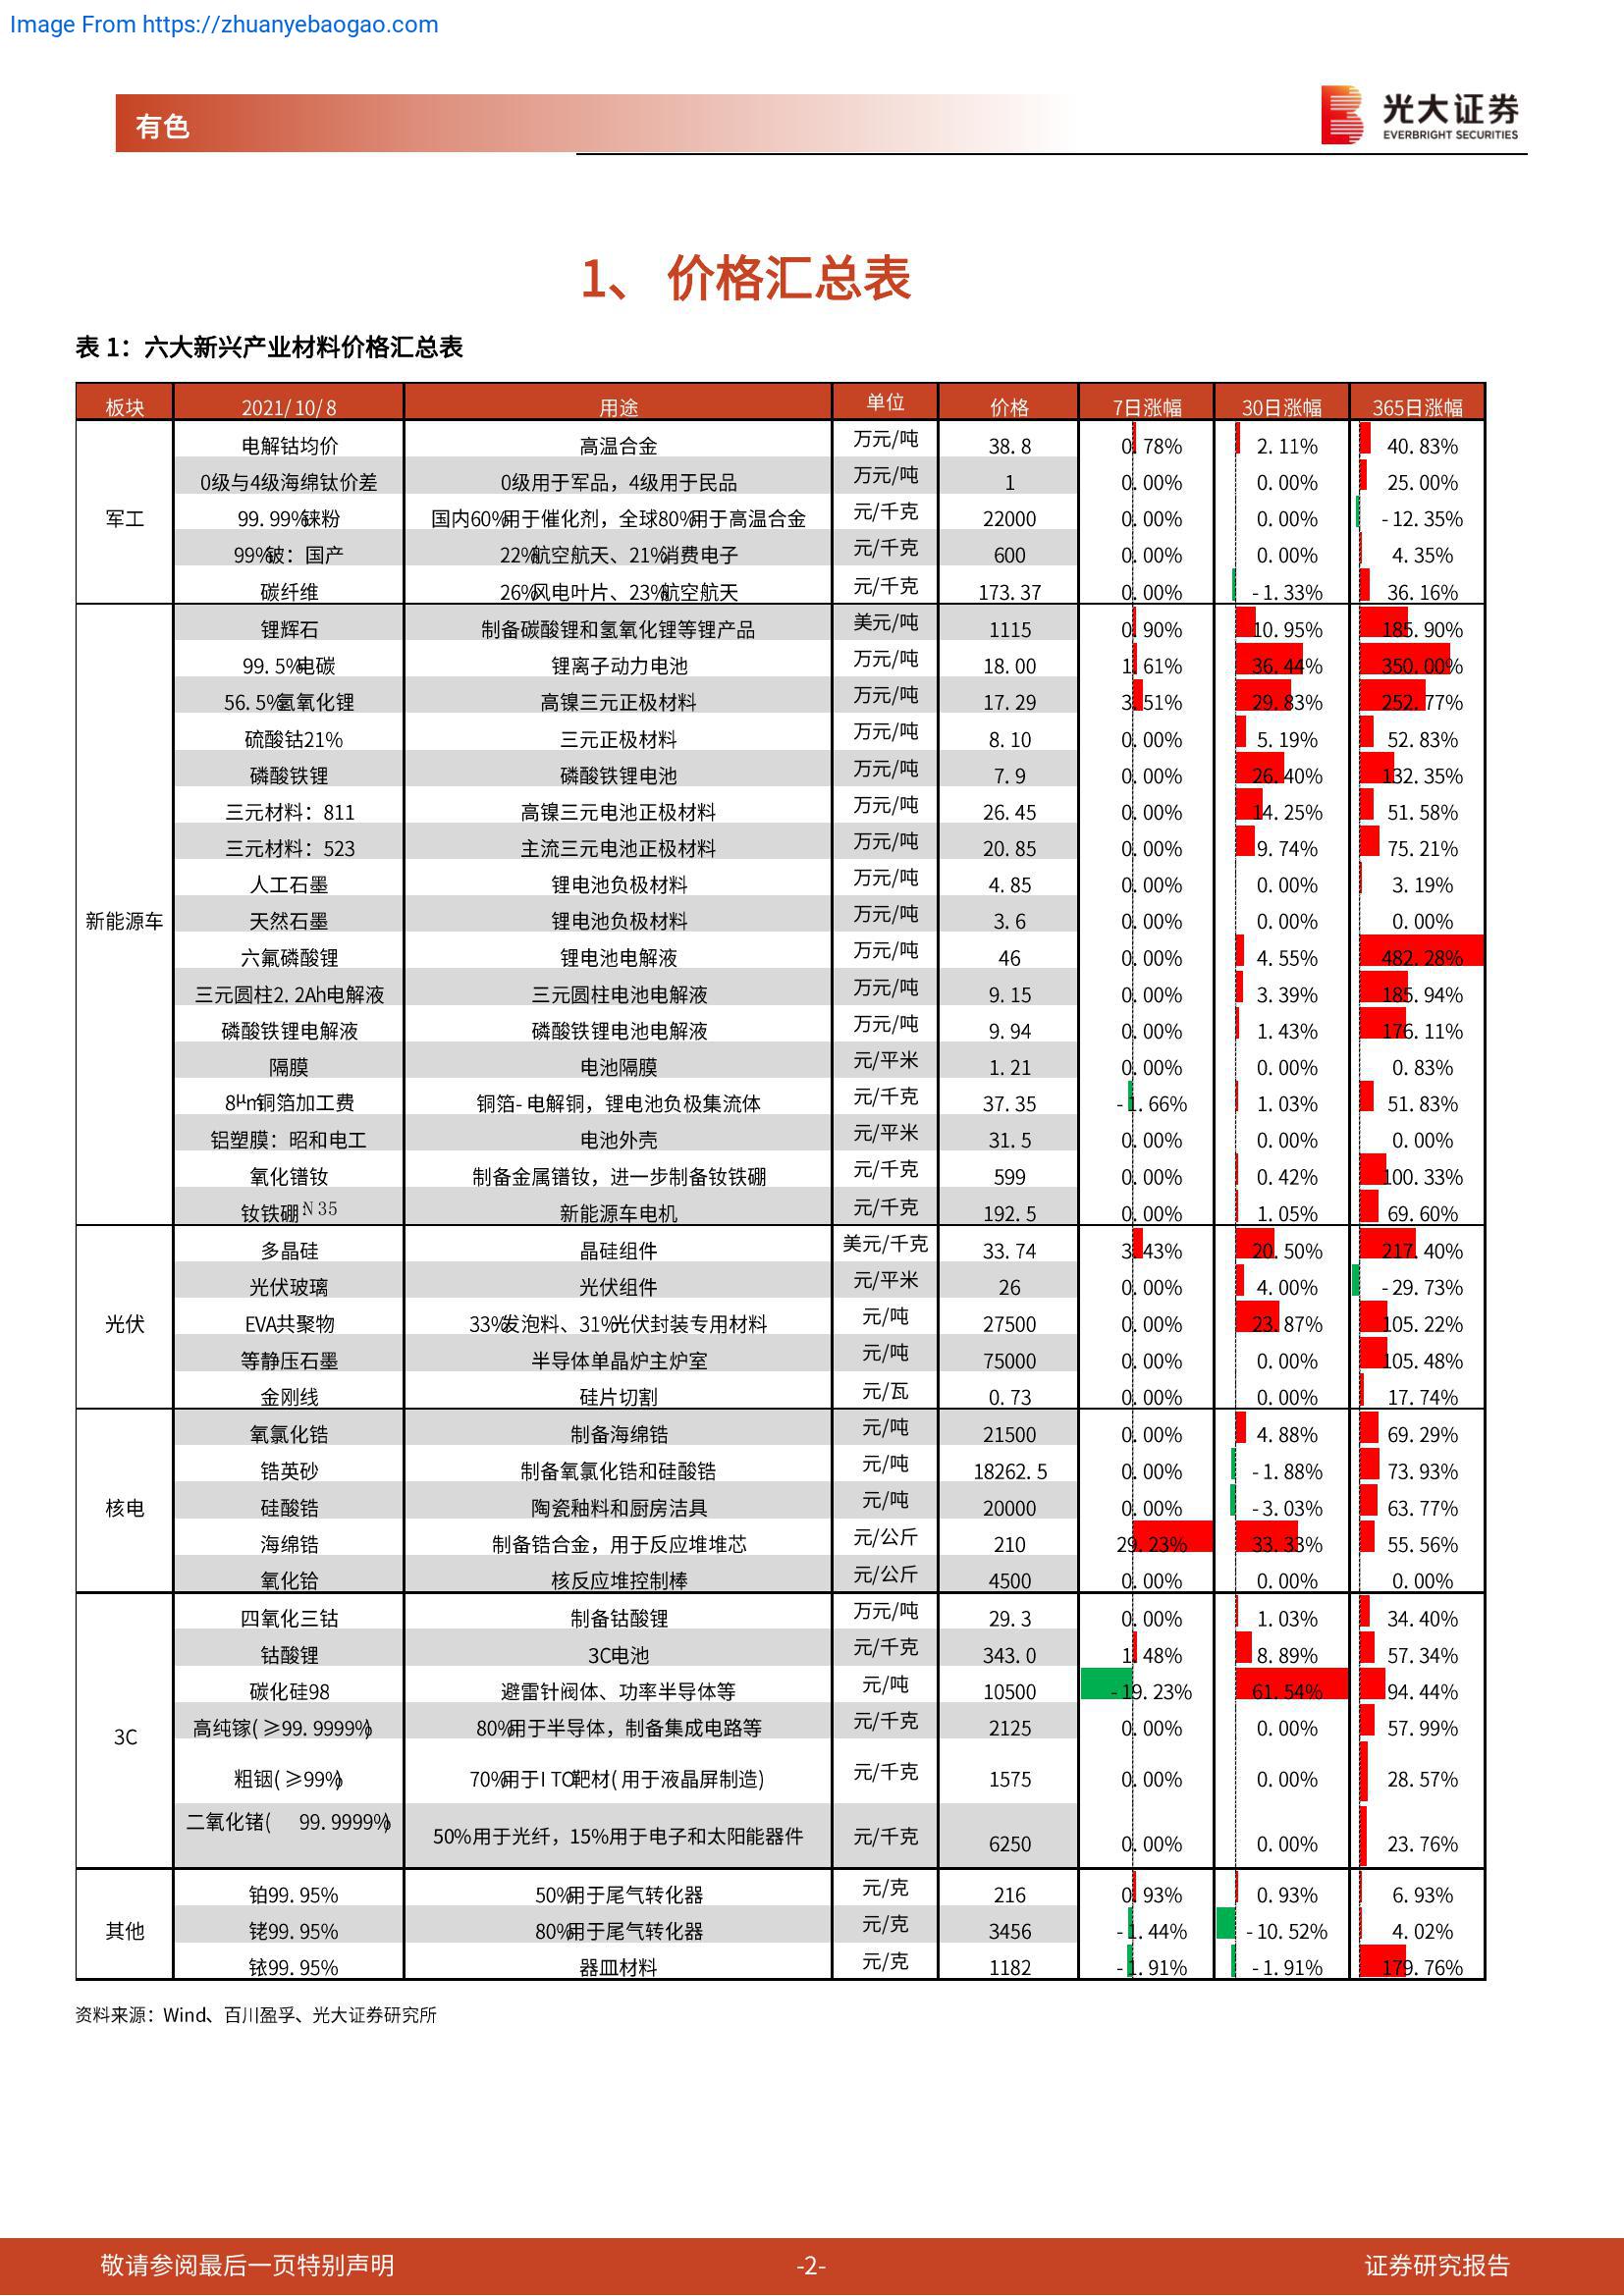 Image From https://zhuanyebaogao.com
有色
光大证券
EVERBRIGHT SECURITIES
1、 价格汇总表
表 1：六大新兴产业材料价格汇总表
板块 2021/10/8 用途 单位 价格 7日涨幅 30日涨幅 365日涨幅
军工
电解钴均价 高温合金 万元/吨 38.8 0.78% 2.11% 40.83%
0级与4级海绵钛价差 0级用于军品，4级用于民品 万元/吨 1 0.00% 0.00% 25.00%
99.99%铼粉 国内60%用于催化剂，全球80%用于高温合金 元/千克 22000 0.00% 0.00% -12.35%
99%铍：国产 22%航空航天、21%消费电子 元/千克 600 0.00% 0.00% 4.35%
碳纤维 26%风电叶片、23%航空航天 元/千克 173.37 0.00% -1.33% 36.16%
新能源车
锂辉石 制备碳酸锂和氢氧化锂等锂产品 美元/吨 1115 0.90% 10.95% 185.90%
99.5%电碳 锂离子动力电池 万元/吨 18.00 1.61% 36.44% 350.00%
56.5%氢氧化锂 高镍三元正极材料 万元/吨 17.29 3.51% 29.83% 252.77%
硫酸钴21% 三元正极材料 万元/吨 8.10 0.00% 5.19% 52.83%
磷酸铁锂 磷酸铁锂电池 万元/吨 7.9 0.00% 26.40% 132.35%
三元材料：811 高镍三元电池正极材料 万元/吨 26.45 0.00% 14.25% 51.58%
三元材料：523 主流三元电池正极材料 万元/吨 20.85 0.00% 9.74% 75.21%
人工石墨 锂电池负极材料 万元/吨 4.85 0.00% 0.00% 3.19%
天然石墨 锂电池负极材料 万元/吨 3.6 0.00% 0.00% 0.00%
六氟磷酸锂 锂电池电解液 万元/吨 46 0.00% 4.55% 482.28%
三元圆柱2.2Ah电解液 三元圆柱电池电解液 万元/吨 9.15 0.00% 3.39% 185.94%
磷酸铁锂电解液 磷酸铁锂电池电解液 万元/吨 9.94 0.00% 1.43% 176.11%
隔膜 电池隔膜 元/平米 1.21 0.00% 0.00% 0.83%
8μm铜箔加工费 铜箔-电解铜，锂电池负极集流体 元/千克 37.35 -1.66% 1.03% 51.83%
铝塑膜：昭和电工 电池外壳 元/平米 31.5 0.00% 0.00% 0.00%
氧化镨钕 制备金属镨钕，进一步制备钕铁硼 元/千克 599 0.00% 0.42% 100.33%
钕铁硼N35 新能源车电机 元/千克 192.5 0.00% 1.05% 69.60%
光伏
多晶硅 晶硅组件 美元/千克 33.74 3.43% 20.50% 217.40%
光伏玻璃 光伏组件 元/平米 26 0.00% 4.00% -29.73%
EVA共聚物 33%发泡料、31%光伏封装专用材料 元/吨 27500 0.00% 23.87% 105.22%
等静压石墨 半导体单晶炉主炉室 元/吨 75000 0.00% 0.00% 105.48%
金刚线 硅片切割 元/瓦 0.73 0.00% 0.00% 17.74%
核电
氧氯化锆 制备海绵锆 元/吨 21500 0.00% 4.88% 69.29%
锆英砂 制备氧氯化锆和硅酸锆 元/吨 18262.5 0.00% -1.88% 73.93%
硅酸锆 陶瓷釉料和厨房洁具 元/吨 20000 0.00% -3.03% 63.77%
海绵锆 制备锆合金，用于反应堆堆芯 元/公斤 210 29.23% 33.33% 55.56%
氧化铪 核反应堆控制棒 元/公斤 4500 0.00% 0.00% 0.00%
3C
四氧化三钴 制备钴酸锂 万元/吨 29.3 0.00% 1.03% 34.40%
钴酸锂 3C电池 元/千克 343.0 1.48% 8.89% 57.34%
碳化硅98 避雷针阀体、功率半导体等 元/吨 10500 -19.23% 61.54% 94.44%
高纯镓(≥99.9999%) 80%用于半导体，制备集成电路等 元/千克 2125 0.00% 0.00% 57.99%
粗铟(≥99%) 70%用于ITO靶材(用于液晶屏制造) 元/千克 1575 0.00% 0.00% 28.57%
二氧化锗( 99.9999%) 50%用于光纤，15%用于电子和太阳能器件 元/千克 6250 0.00% 0.00% 23.76%
其他
铂99.95% 50%用于尾气转化器 元/克 216 0.93% 0.93% 6.93%
铑99.95% 80%用于尾气转化器 元/克 3456 -1.44% -10.52% 4.02%
铱99.95% 器皿材料 元/克 1182 -1.91% -1.91% 179.76%
资料来源：Wind、百川盈孚、光大证券研究所
敬请参阅最后一页特别声明 -2- 证券研究报告